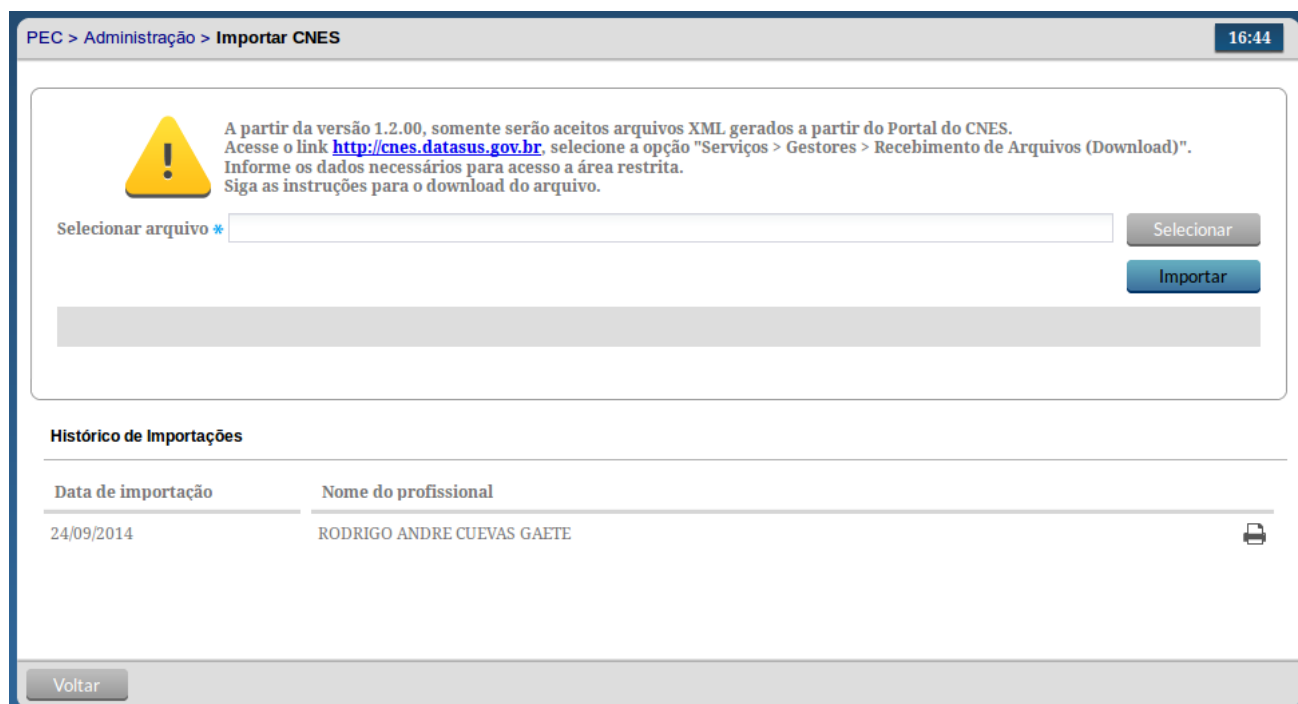 PEC > Administração > Importar CNES
16:44
A partir da versão 1.2.00, somente serão aceitos arquivos XML gerados a partir do Portal do CNES.
Acesse o link http://cnes.datasus.gov.br, selecione a opção "Serviços > Gestores > Recebimento de Arquivos (Download)".
Informe os dados necessários para acesso a área restrita.
Siga as instruções para o download do arquivo.
Selecionar arquivo *
Selecionar
Importar
Histórico de Importações
Data de importação Nome do profissional
24/09/2014 RODRIGO ANDRE CUEVAS GAETE
Voltar